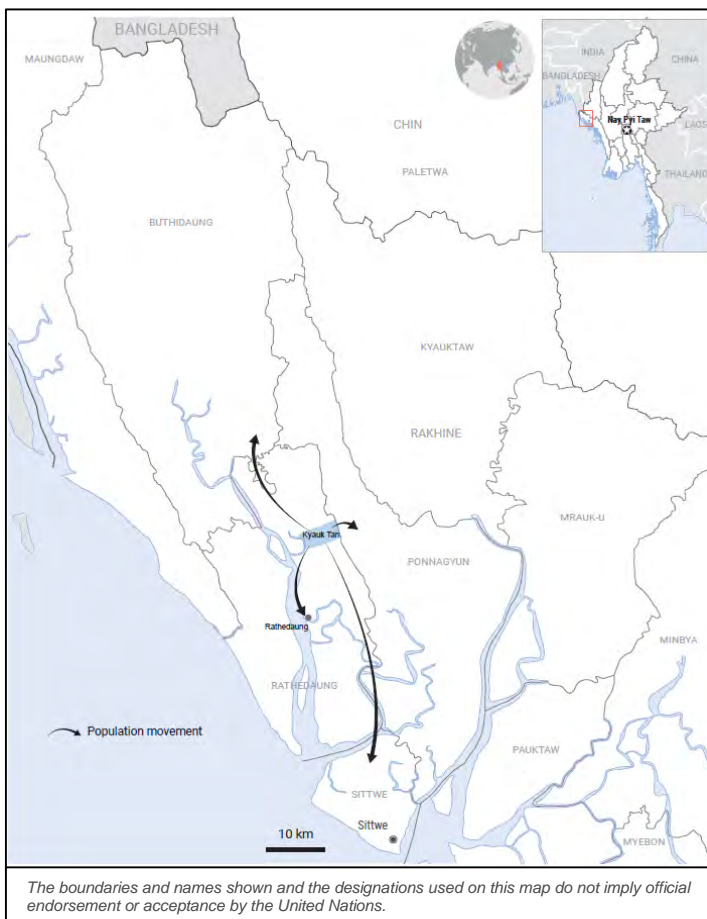 BANGLADESH
MAUNGDAW
INDIA
CHINA
BANGLADESH
Nay Pyi Taw
LAOS
THAILAND
CHIN
PALETWA
BUTHIDAUNG
KYAUKTAW
RAKHINE
MRAUK-U
Kyauk Tan
PONNAGYUN
Rathedaung
MINBYA
RATHEDAUNG
Population movement
PAUKTAW
SITTWE
Sittwe
10 km
MYEBON
The boundaries and names shown and the designations used on this map do not imply official
endorsement or acceptance by the United Nations.